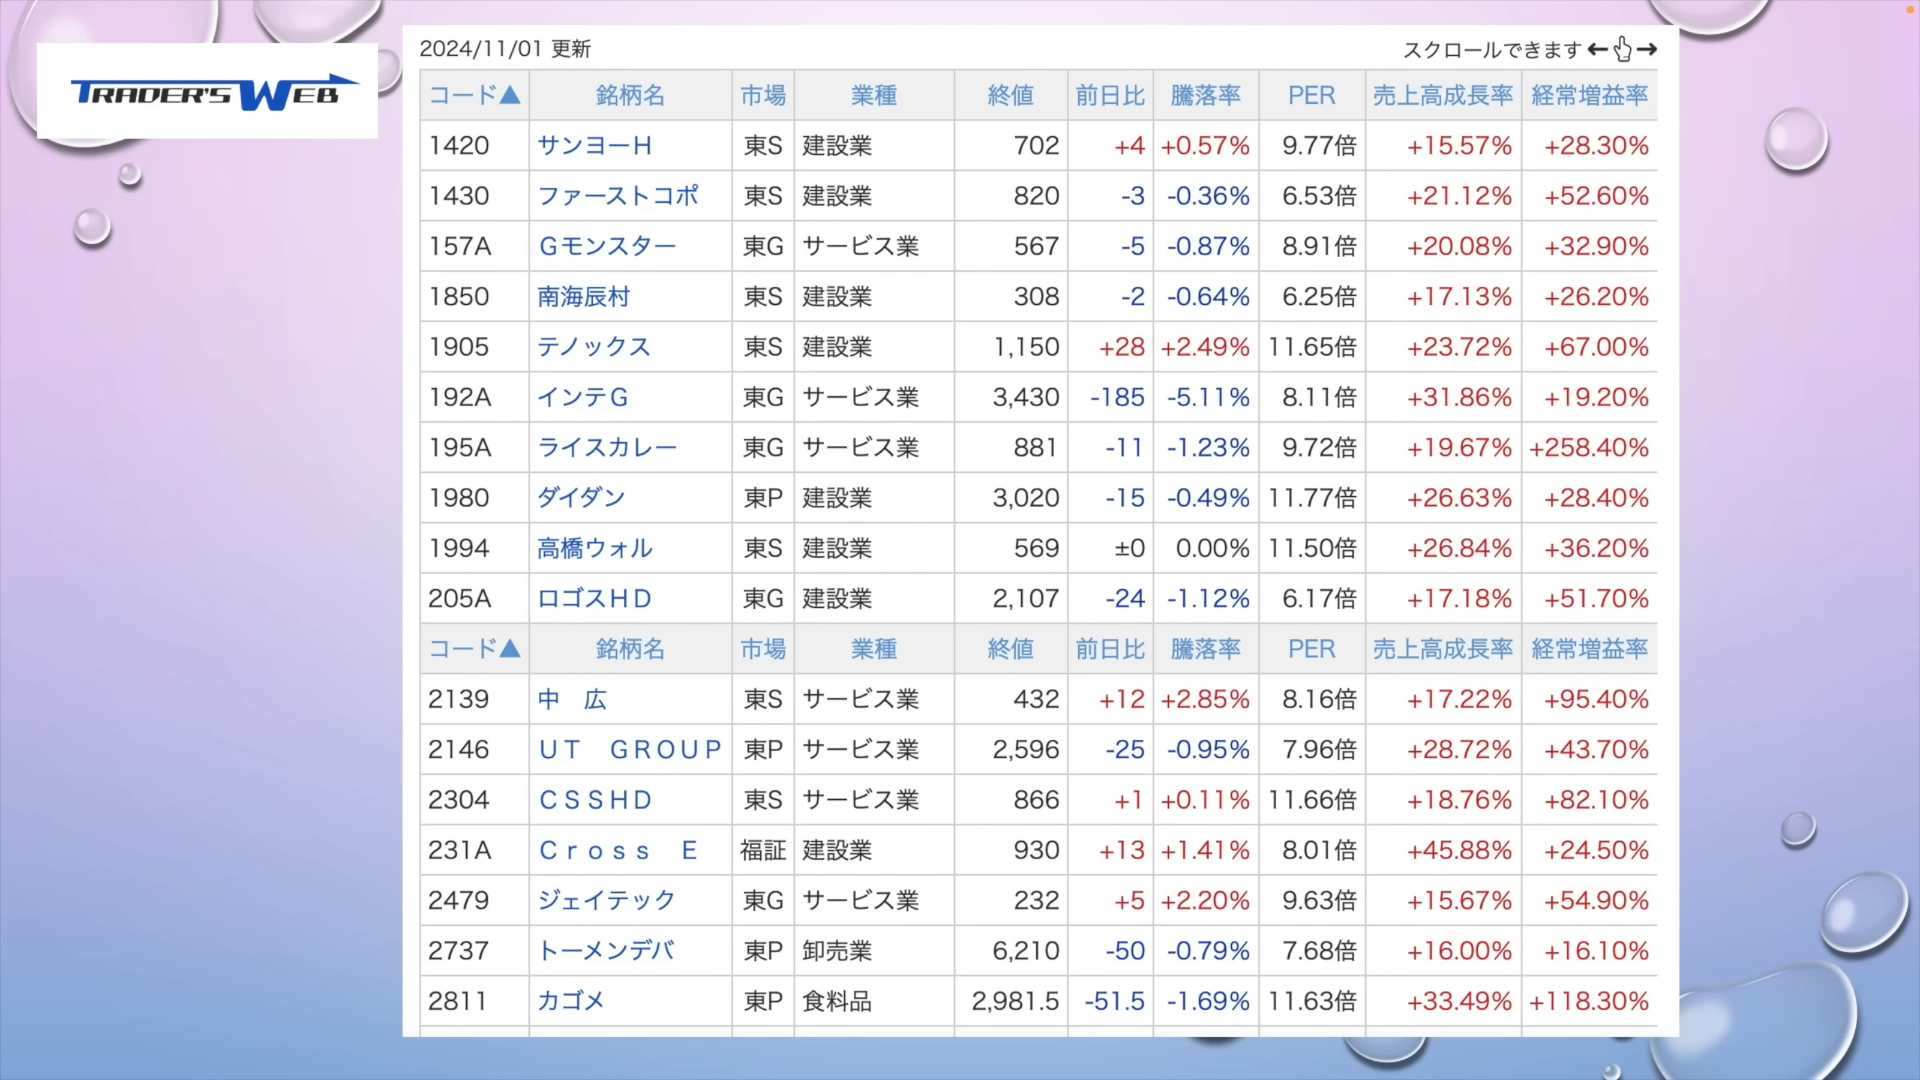 TRADER'S WEB
2024/11/01 更新 スクロールできます
コード▲ 銘柄名 市場 業種 終値 前日比 騰落率 PER 売上高成長率 経常増益率
1420 サンヨーH 東S 建設業 702 +4 +0.57% 9.77倍 +15.57% +28.30%
1430 ファーストコポ 東S 建設業 820 -3 -0.36% 6.53倍 +21.12% +52.60%
157A Gモンスター 東G サービス業 567 -5 -0.87% 8.91倍 +20.08% +32.90%
1850 南海辰村 東S 建設業 308 -2 -0.64% 6.25倍 +17.13% +26.20%
1905 テノックス 東S 建設業 1,150 +28 +2.49% 11.65倍 +23.72% +67.00%
192A インテG 東G サービス業 3,430 -185 -5.11% 8.11倍 +31.86% +19.20%
195A ライスカレー 東G サービス業 881 -11 -1.23% 9.72倍 +19.67% +258.40%
1980 ダイダン 東P 建設業 3,020 -15 -0.49% 11.77倍 +26.63% +28.40%
1994 高橋ウォル 東S 建設業 569 ±0 0.00% 11.50倍 +26.84% +36.20%
205A ロゴスHD 東G 建設業 2,107 -24 -1.12% 6.17倍 +17.18% +51.70%
コード▲ 銘柄名 市場 業種 終値 前日比 騰落率 PER 売上高成長率 経常増益率
2139 中　広 東S サービス業 432 +12 +2.85% 8.16倍 +17.22% +95.40%
2146 UT　GROUP 東P サービス業 2,596 -25 -0.95% 7.96倍 +28.72% +43.70%
2304 CSSHD 東S サービス業 866 +1 +0.11% 11.66倍 +18.76% +82.10%
231A Cross　E 福証 建設業 930 +13 +1.41% 8.01倍 +45.88% +24.50%
2479 ジェイテック 東G サービス業 232 +5 +2.20% 9.63倍 +15.67% +54.90%
2737 トーメンデバ 東P 卸売業 6,210 -50 -0.79% 7.68倍 +16.00% +16.10%
2811 カゴメ 東P 食料品 2,981.5 -51.5 -1.69% 11.63倍 +33.49% +118.30%